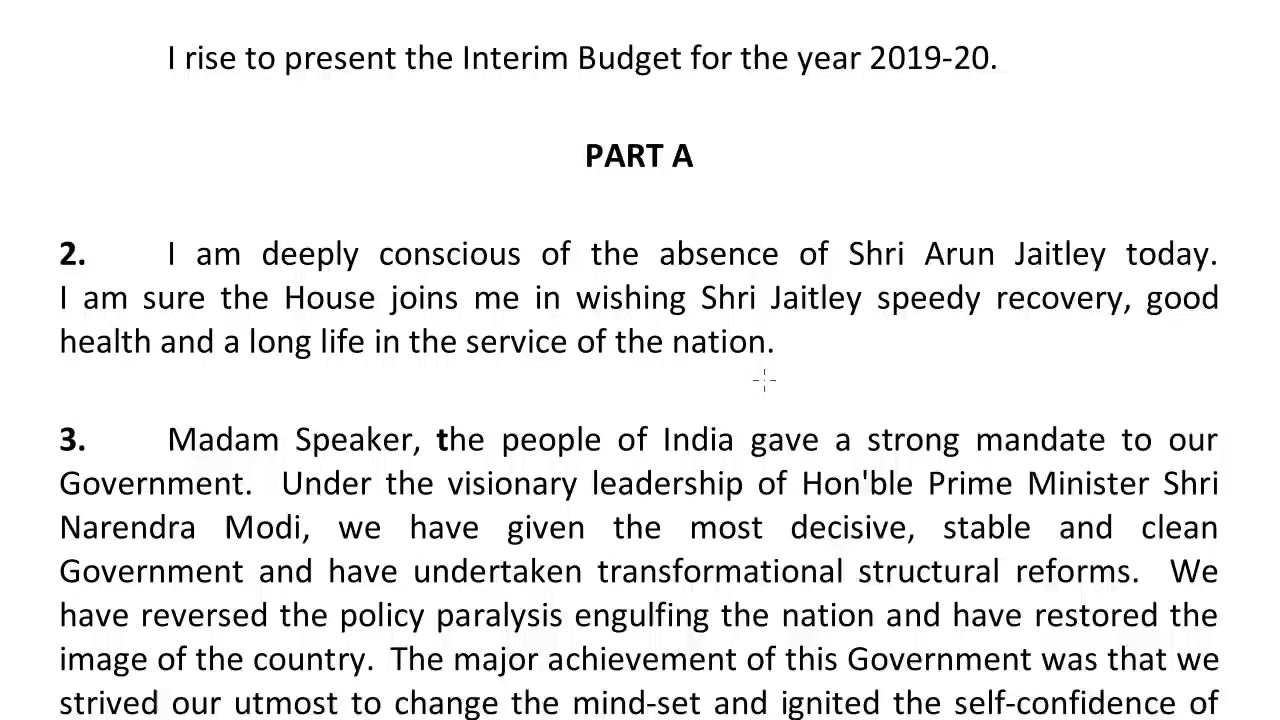 I rise to present the Interim Budget for the year 2019-20.
PART A
2. I am deeply conscious of the absence of Shri Arun Jaitley today.
I am sure the House joins me in wishing Shri Jaitley speedy recovery, good
health and a long life in the service of the nation.
3. Madam Speaker, the people of India gave a strong mandate to our
Government. Under the visionary leadership of Hon'ble Prime Minister Shri
Narendra Modi, we have given the most decisive, stable and clean
Government and have undertaken transformational structural reforms. We
have reversed the policy paralysis engulfing the nation and have restored the
image of the country. The major achievement of this Government was that we
strived our utmost to change the mind-set and ignited the self-confidence of